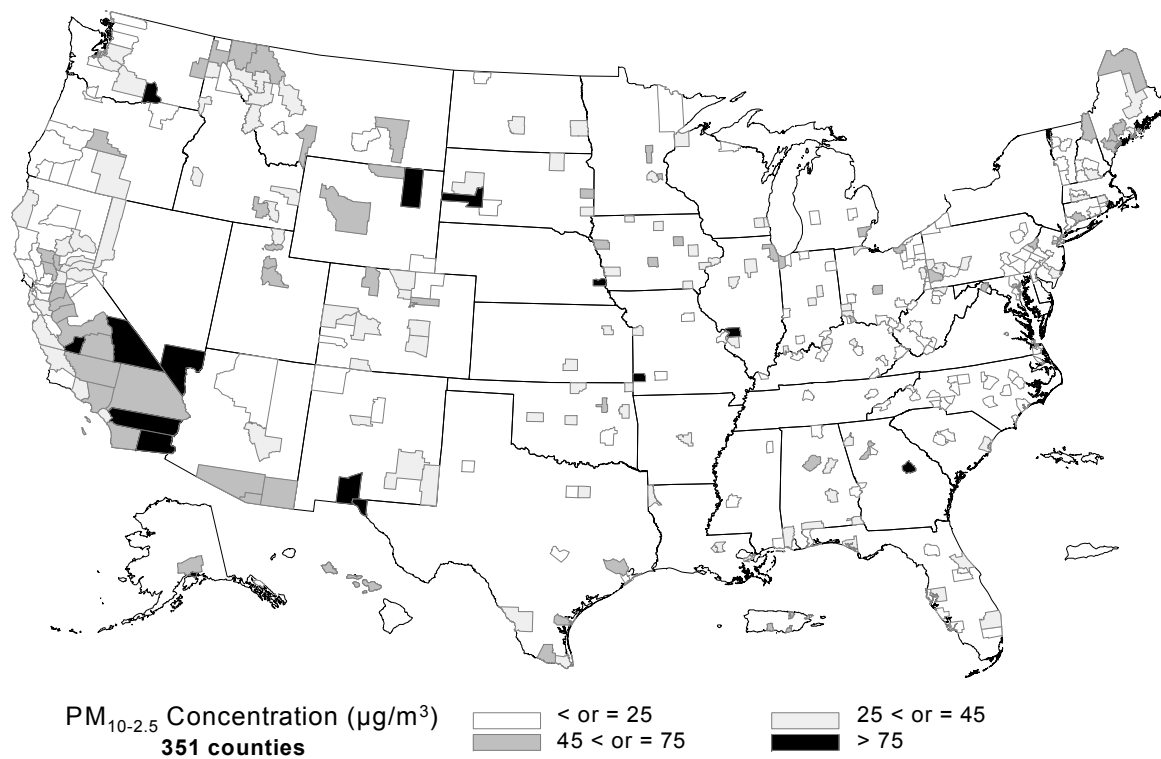 PM10-2.5 Concentration (µg/m3)
351 counties
< or = 25
25 < or = 45
45 < or = 75
> 75